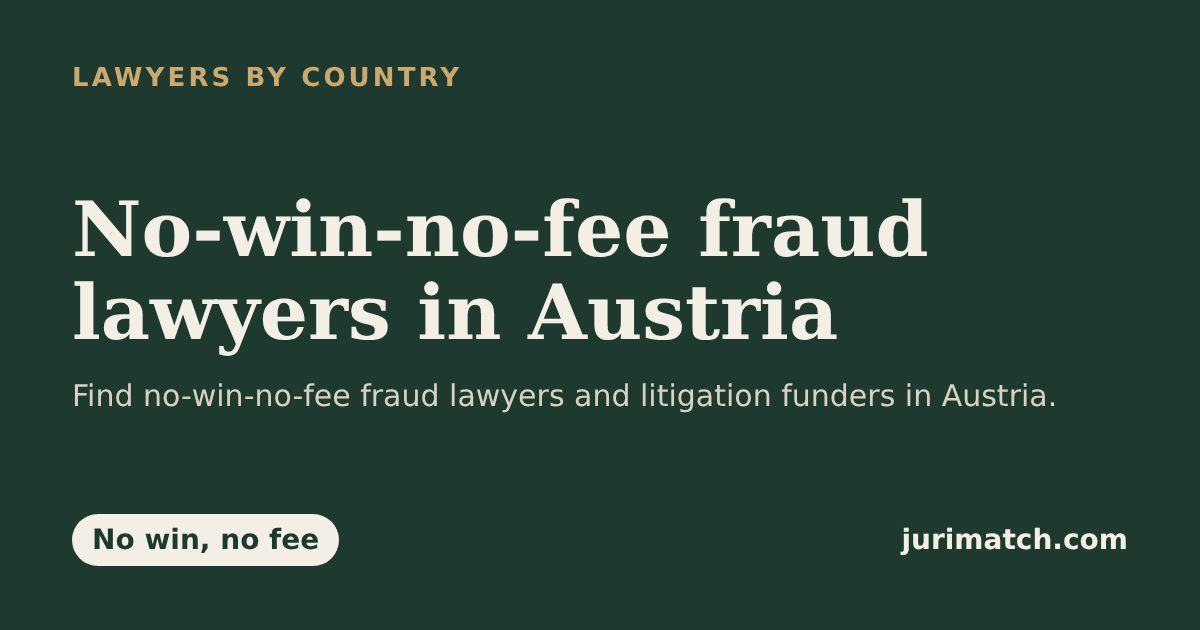 LAWYERS BY COUNTRY
No-win-no-fee fraud
lawyers in Austria
Find no-win-no-fee fraud lawyers and litigation funders in Austria.
No win, no fee
jurimatch.com